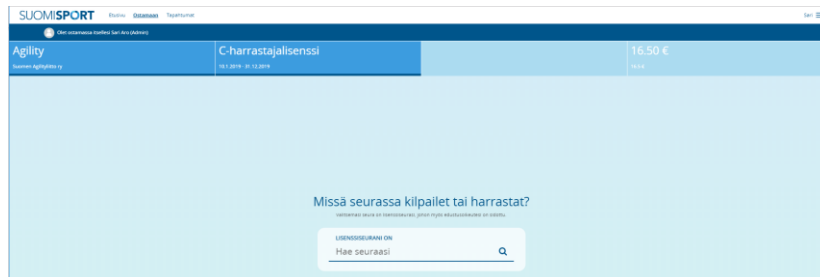 SUOMISPORT Etusivu Ostamaan Tapahtumat Sari
Olet ostamassa itsellesi Sari Aro (Admin)
Agility C-harrastajalisenssi 16.50 €
Suomen Agilityliitto ry 10.1.2019 - 31.12.2019
Missä seurassa kilpailet tai harrastat?
LISENSSISEURANI ON
Hae seuraasi